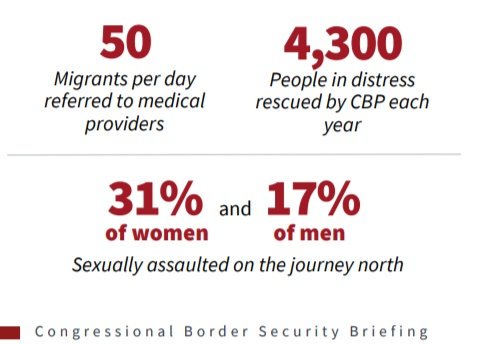 50
Migrants per day
referred to medical
providers
4,300
People in distress
rescued by CBP each
year
31% and 17%
of women of men
Sexually assaulted on the journey north
Congressional Border Security Briefing